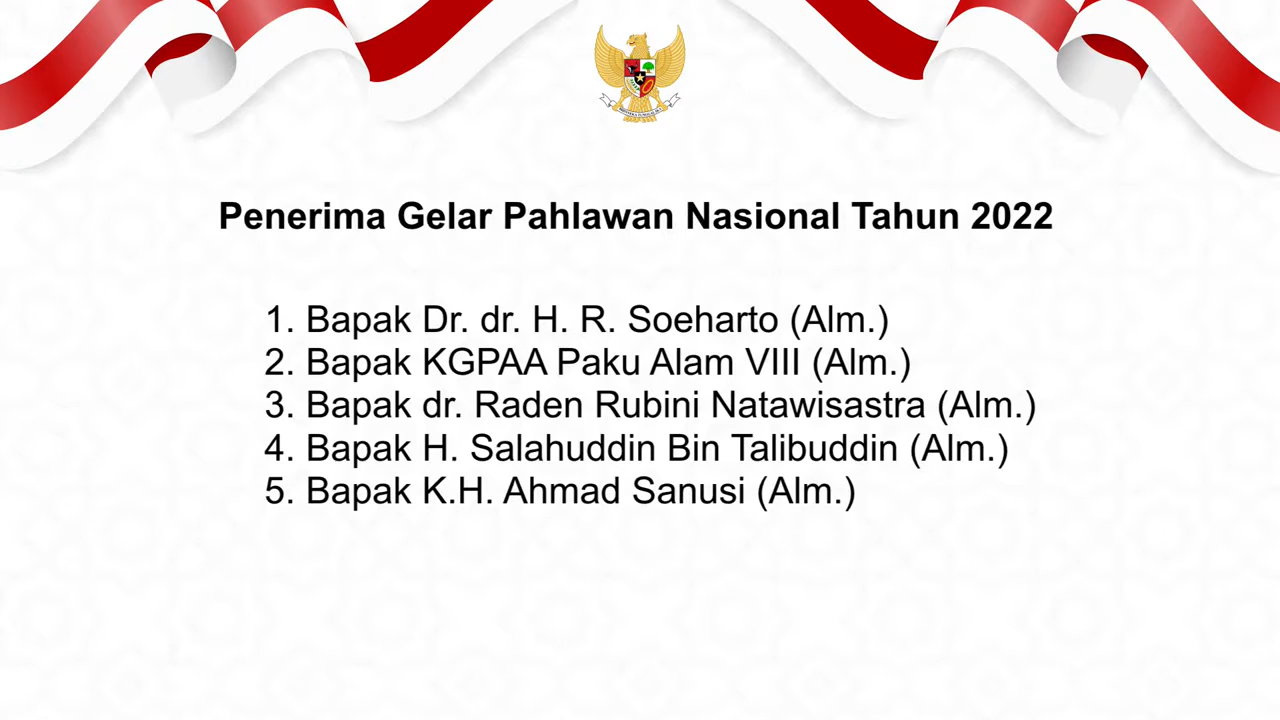 Penerima Gelar Pahlawan Nasional Tahun 2022
1. Bapak Dr. dr. H. R. Soeharto (Alm.)
2. Bapak KGPAA Paku Alam VIII (Alm.)
3. Bapak dr. Raden Rubini Natawisastra (Alm.)
4. Bapak H. Salahuddin Bin Talibuddin (Alm.)
5. Bapak K.H. Ahmad Sanusi (Alm.)